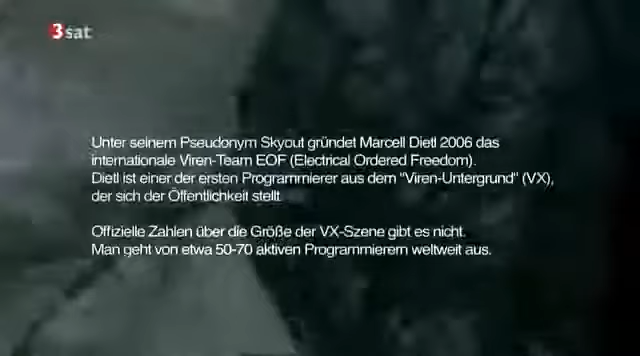 3sat
Unter seinem Pseudonym Skyout gründet Marcell Dietl 2006 das
internationale Viren-Team EOF (Electrical Ordered Freedom).
Dietl ist einer der ersten Programmierer aus dem "Viren-Untergrund" (VX),
der sich der Öffentlichkeit stellt.
Offizielle Zahlen über die Größe der VX-Szene gibt es nicht.
Man geht von etwa 50-70 aktiven Programmierern weltweit aus.